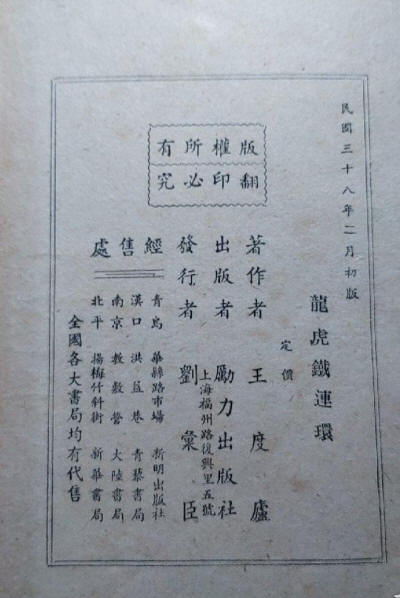 民國三十八年二月初版
龍虎鐵連環
定價
版權所有
翻印必究
著作者 王度廬
出版者 勵力出版社
上海福州路復興里五號
發行者 劉彙臣
經售處
青島 華縣路市場 新明出版社
漢口 洪益巷 青藜書局
南京 教敷營 大陸書局
北平 楊梅竹斜街 新華書局
全國各大書局均有代售